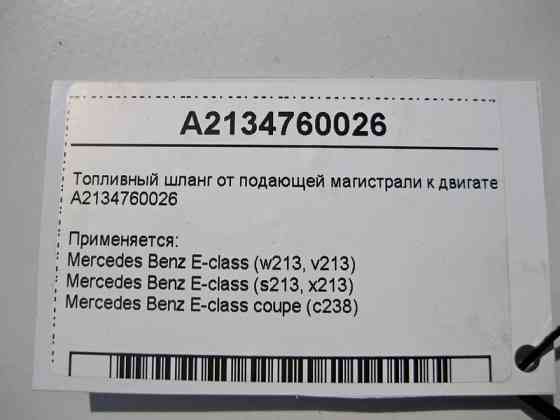 A2134760026
Топливный шланг от подающей магистрали к двигате
A2134760026
Применяется:
Mercedes Benz E-class (w213, v213)
Mercedes Benz E-class (s213, x213)
Mercedes Benz E-class coupe (c238)